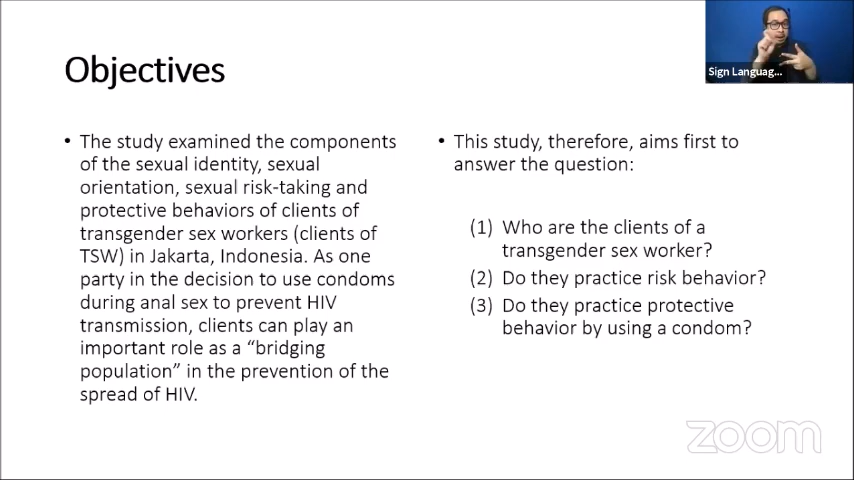 Sign Languag...
Objectives
• The study examined the components
of the sexual identity, sexual
orientation, sexual risk-taking and
protective behaviors of clients of
transgender sex workers (clients of
TSW) in Jakarta, Indonesia. As one
party in the decision to use condoms
during anal sex to prevent HIV
transmission, clients can play an
important role as a “bridging
population” in the prevention of the
spread of HIV.
• This study, therefore, aims first to
answer the question:
(1) Who are the clients of a
transgender sex worker?
(2) Do they practice risk behavior?
(3) Do they practice protective
behavior by using a condom?
zoom